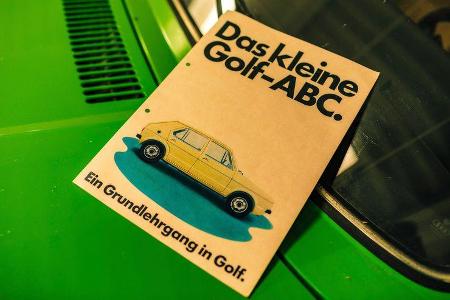 Das kleine
Golf-ABC.
Ein Grundlehrgang in Golf.